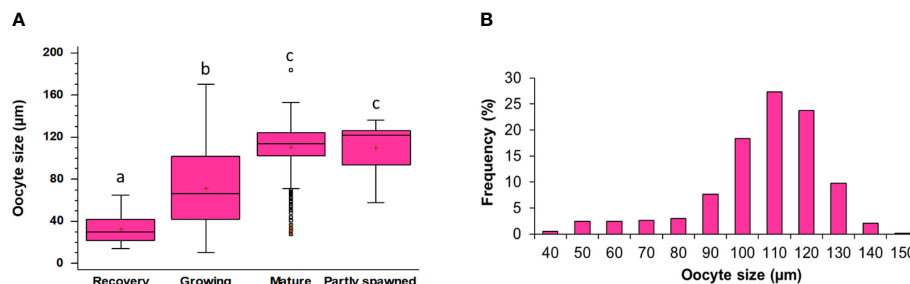 A
Oocyte size (μm)
200
160
120
80
40
0
a
b
c
c
Recovery Growing Mature Partly spawned
B
Frequency (%)
30
25
20
15
10
5
0
40 50 60 70 80 90 100 110 120 130 140 150
Oocyte size (μm)